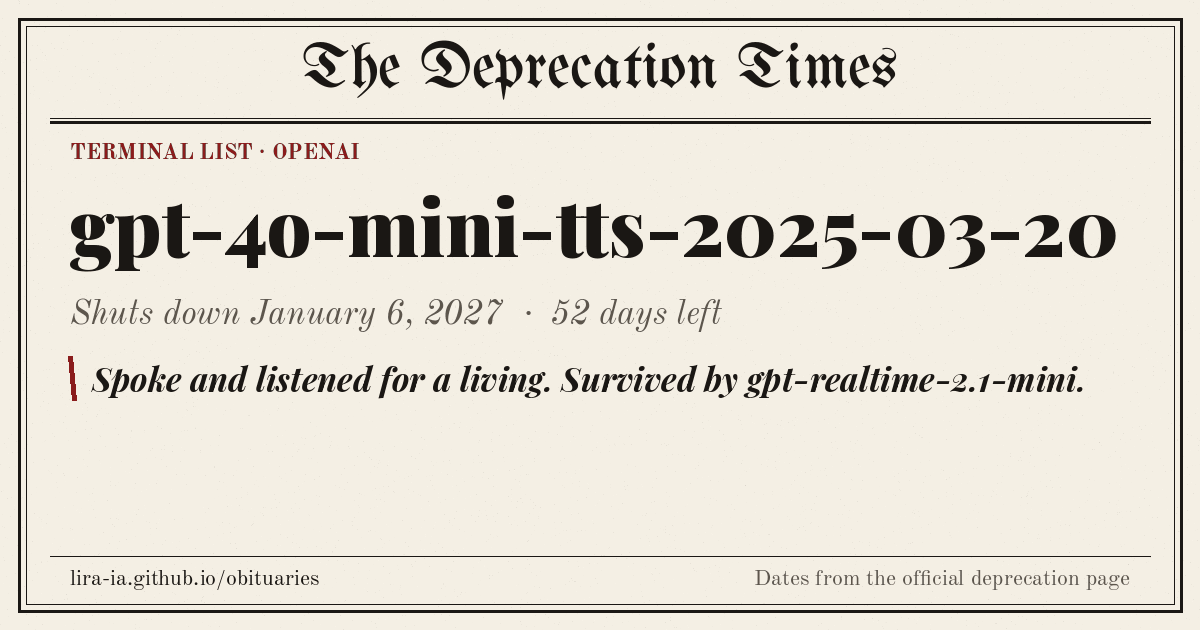 The Deprecation Times
TERMINAL LIST · OPENAI
gpt-4o-mini-tts-2025-03-20
Shuts down January 6, 2027 · 52 days left
Spoke and listened for a living. Survived by gpt-realtime-2.1-mini.
lira-ia.github.io/obituaries
Dates from the official deprecation page